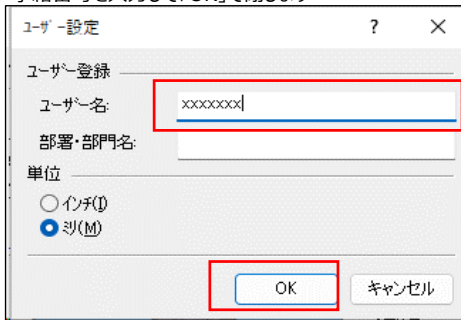 ユーザー設定
ユーザー登録
ユーザー名:
xxxxxxx
部署・部門名:
単位
インチ(I)
ミリ(M)
OK
キャンセル